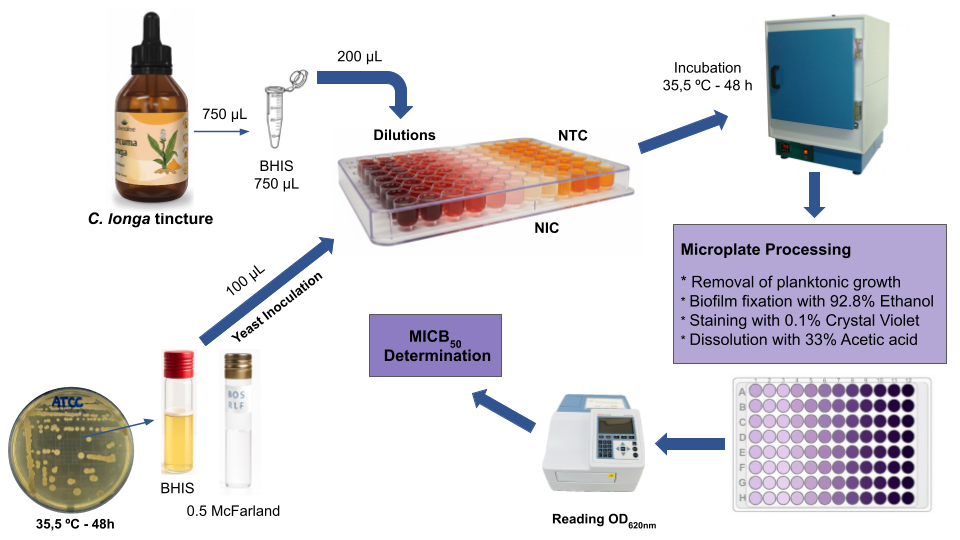 200 µL
Incubation
35,5 ºC - 48 h
750 µL
Dilutions
NTC
BHIS
750 µL
C. longa tincture
NIC
100 µL
Yeast Inoculation
Microplate Processing
* Removal of planktonic growth
* Biofilm fixation with 92.8% Ethanol
* Staining with 0.1% Crystal Violet
* Dissolution with 33% Acetic acid
MICB50
Determination
ATCC
BOS
RLF
BHIS
0.5 McFarland
35,5 ºC - 48h
Reading OD620nm
A
B
C
D
E
F
G
H